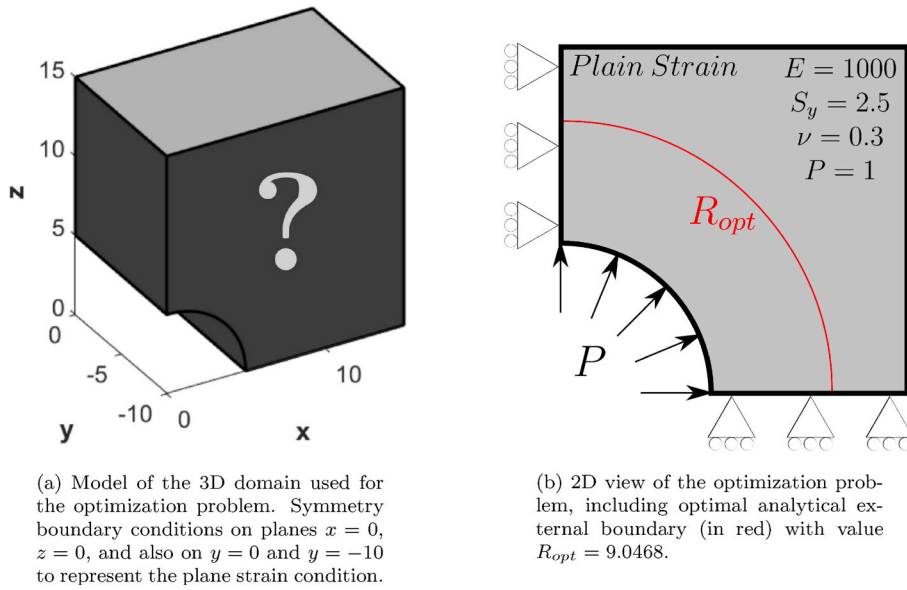 15
10
5
0
z
0
-5
-10
y
0
10
x
?
Plain Strain
E = 1000
S_y = 2.5
ν = 0.3
P = 1
R_opt
P
(a) Model of the 3D domain used for
the optimization problem. Symmetry
boundary conditions on planes x = 0,
z = 0, and also on y = 0 and y = −10
to represent the plane strain condition.
(b) 2D view of the optimization prob-
lem, including optimal analytical ex-
ternal boundary (in red) with value
R_opt = 9.0468.